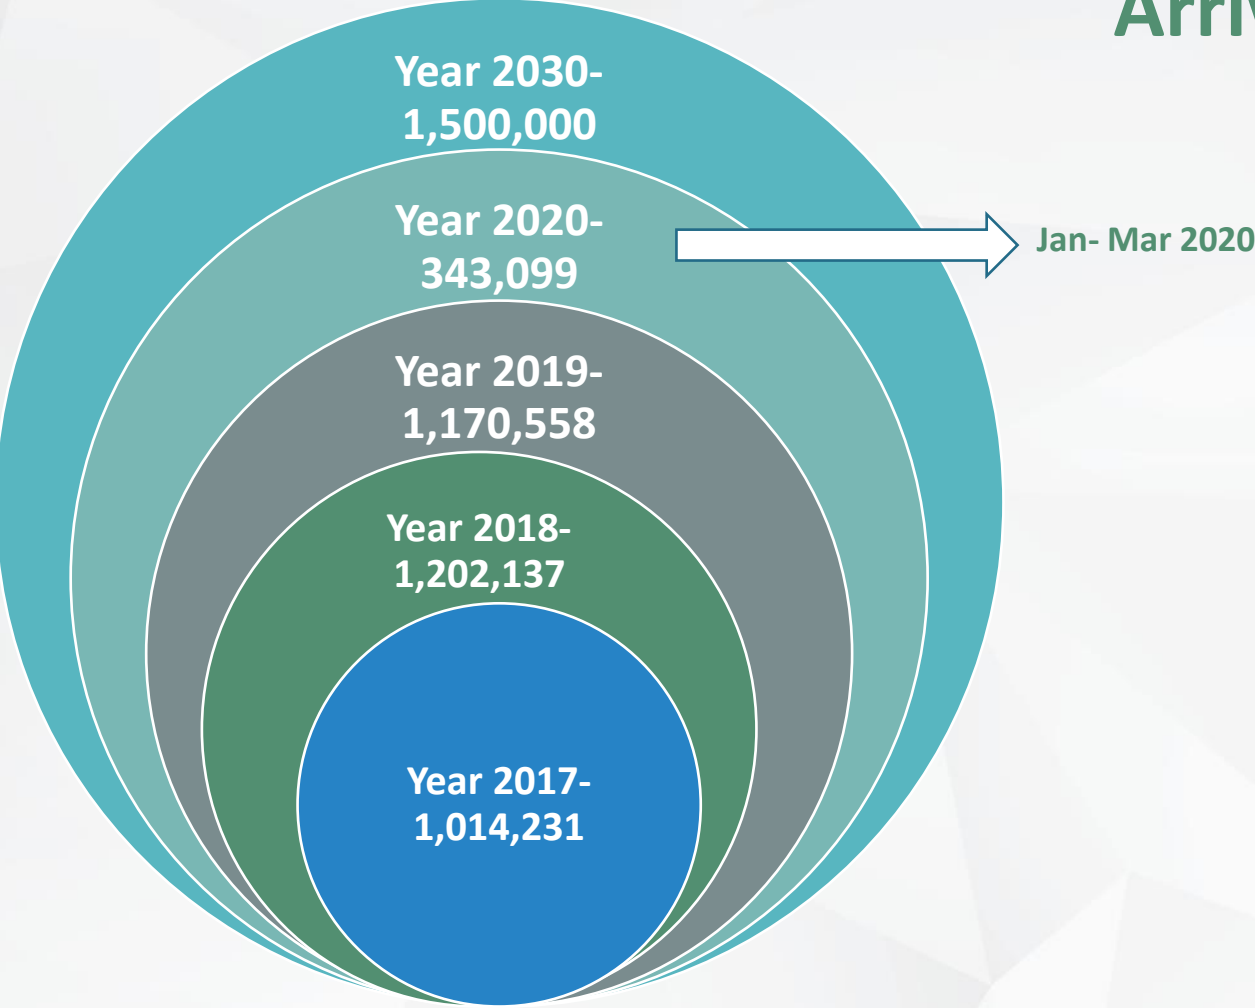 Year 2030-
1,500,000
Year 2020-
343,099
Jan- Mar 2020
Year 2019-
1,170,558
Year 2018-
1,202,137
Year 2017-
1,014,231